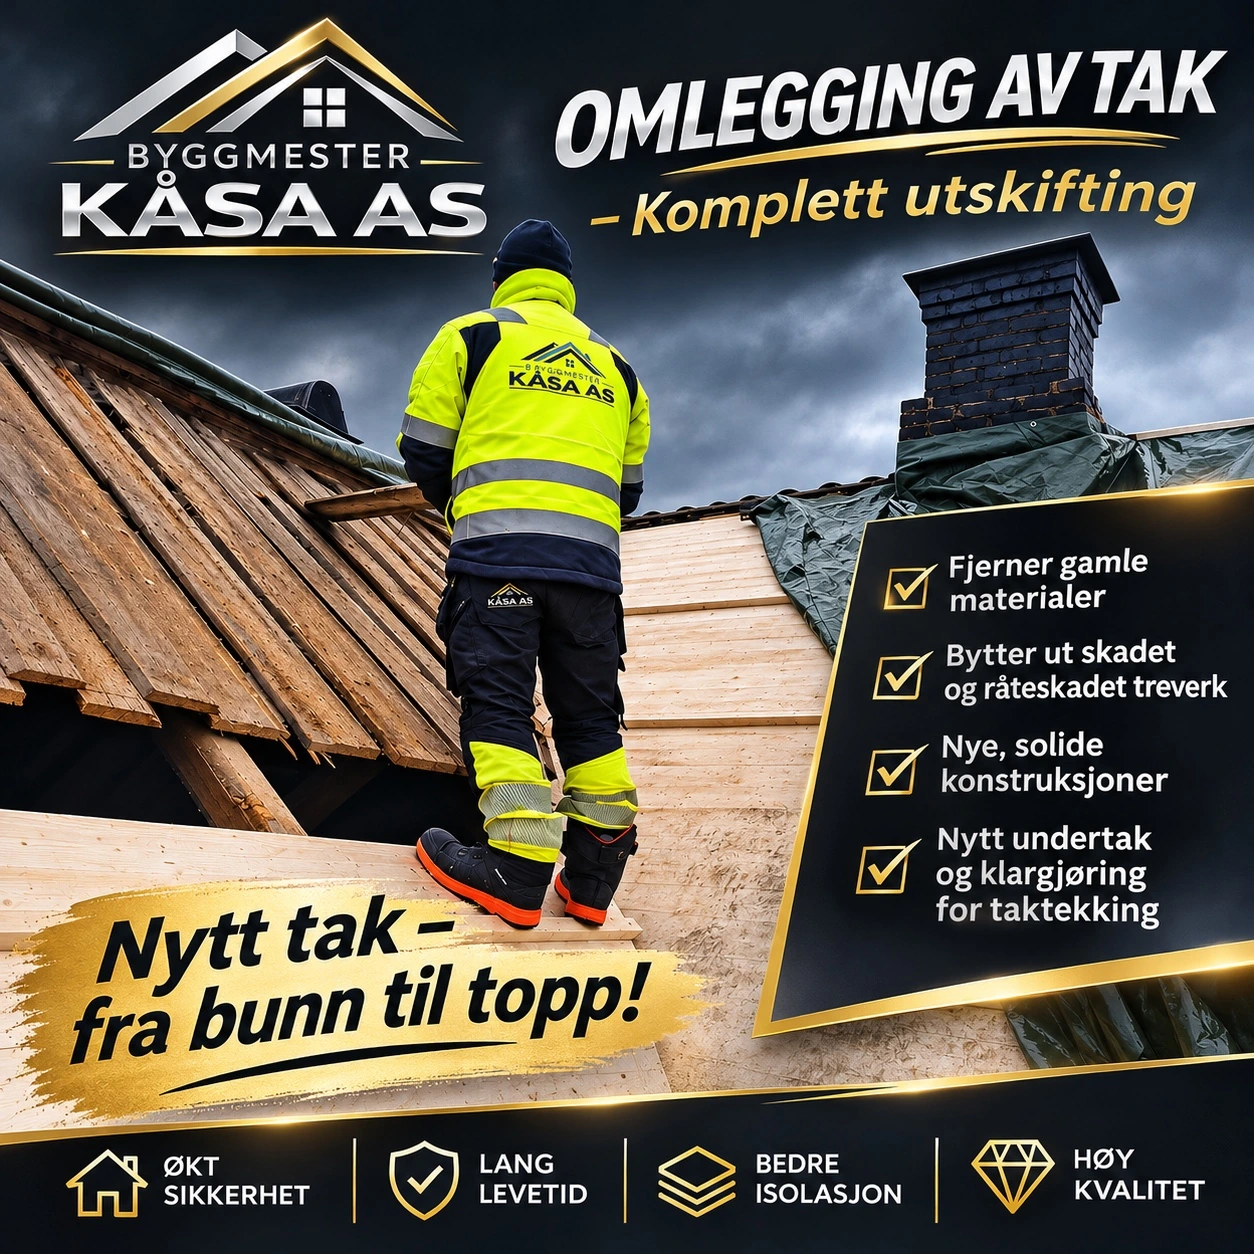 BYGGMESTER
KÅSA AS
OMLEGGING AV TAK
– Komplett utskifting
BYGGMESTER
KÅSA AS
KÅSA AS
Fjerner gamle
materialer
Bytter ut skadet
og råteskadet treverk
Nye, solide
konstruksjoner
Nytt undertak
og klargjøring
for taktekking
Nytt tak –
fra bunn til topp!
ØKT
SIKKERHET
LANG
LEVETID
BEDRE
ISOLASJON
HØY
KVALITET